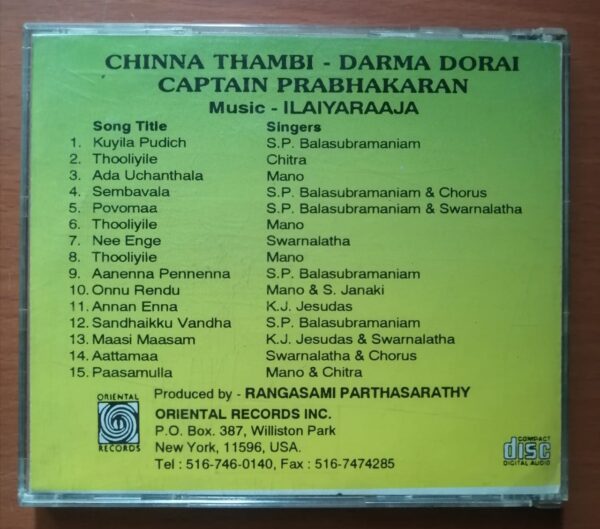 CHINNA THAMBI - DARMA DORAI
CAPTAIN PRABHAKARAN
Music - ILAIYARAAJA
Song Title Singers
1. Kuyila Pudich S.P. Balasubramaniam
2. Thooliyile Chitra
3. Ada Uchanthala Mano
4. Sembavala S.P. Balasubramaniam & Chorus
5. Povomaa S.P. Balasubramaniam & Swarnalatha
6. Thooliyile Mano
7. Nee Enge Swarnalatha
8. Thooliyile Mano
9. Aanenna Pennenna S.P. Balasubramaniam
10. Onnu Rendu Mano & S. Janaki
11. Annan Enna K.J. Jesudas
12. Sandhaikku Vandha S.P. Balasubramaniam
13. Maasi Maasam K.J. Jesudas & Swarnalatha
14. Aattamaa Swarnalatha & Chorus
15. Paasamulla Mano & Chitra
Produced by - RANGASAMI PARTHASARATHY
ORIENTAL RECORDS INC.
P.O. Box. 387, Williston Park
New York, 11596, USA.
Tel : 516-746-0140, Fax : 516-7474285
ORIENTAL
RECORDS
COMPACT
disc
DIGITAL AUDIO